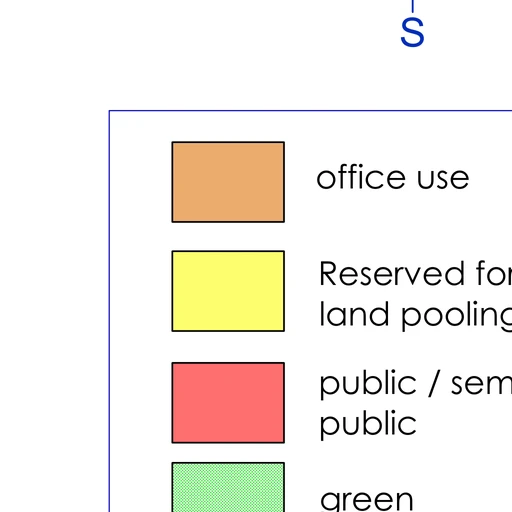 S
office use
Reserved for
land pooling
public / sem
public
green